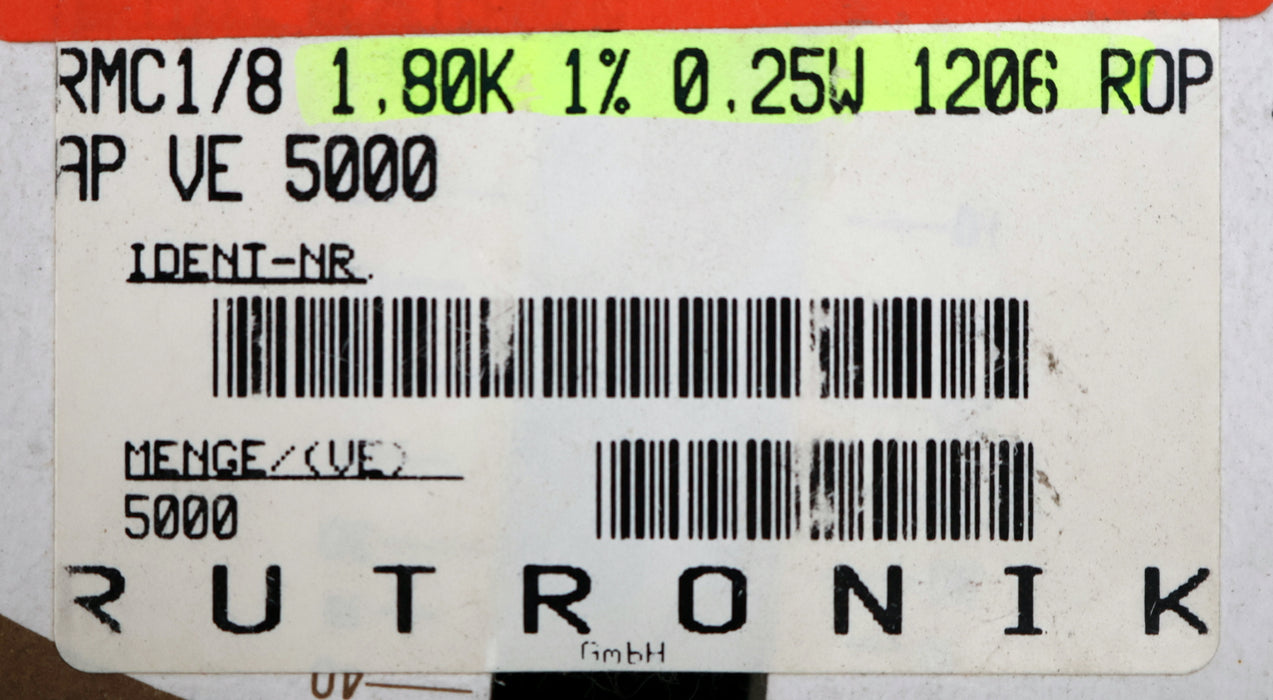 RMC1/8 1,80K 1% 0.25W 1206 ROP
AP VE 5000
IDENT-NR.
MENGE/(VE)
5000
RUTRONIK
GmbH